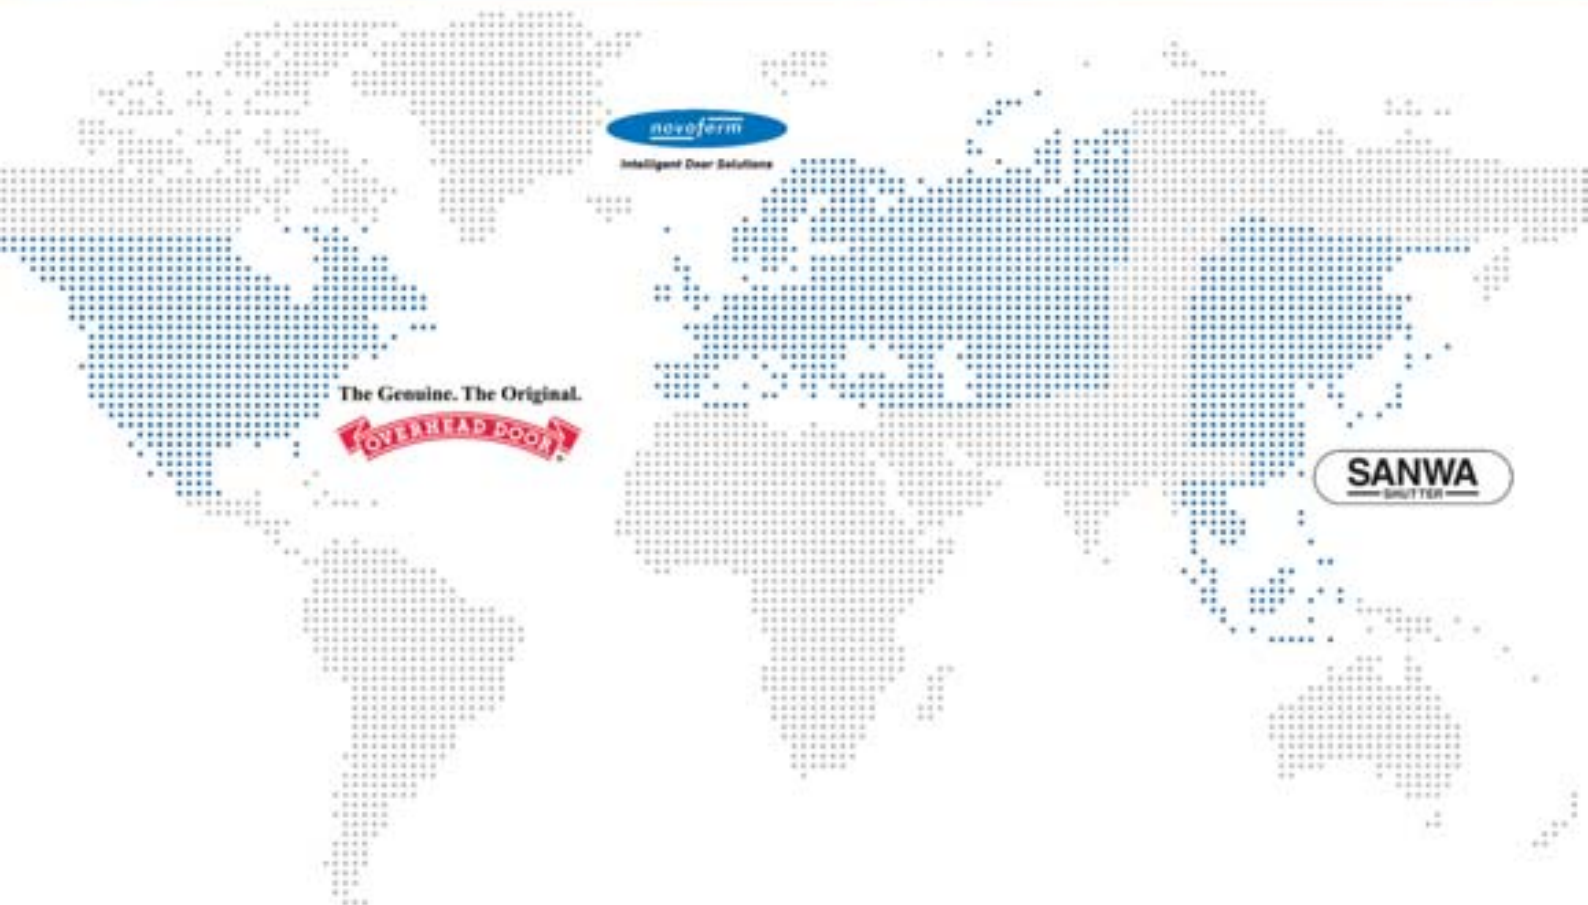 novoferm
Intelligent Door Solutions
The Genuine. The Original.
OVERHEAD DOOR
SANWA
SHUTTER